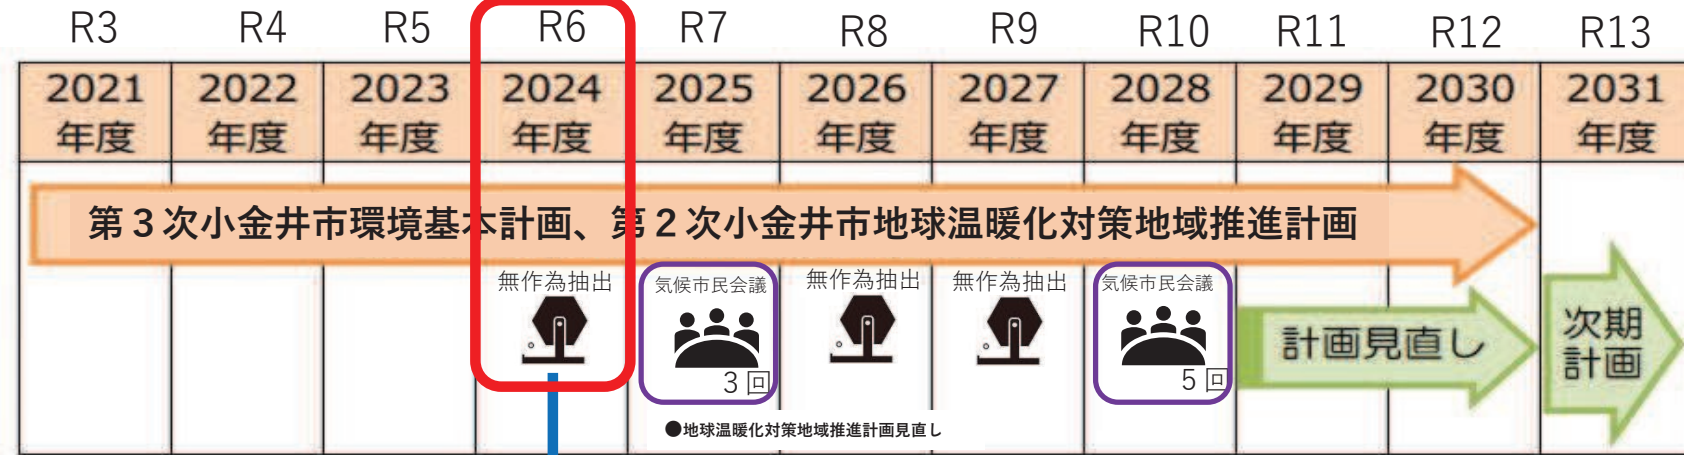 R3 R4 R5 R6 R7 R8 R9 R10 R11 R12 R13
2021 2022 2023 2024 2025 2026 2027 2028 2029 2030 2031
年度 年度 年度 年度 年度 年度 年度 年度 年度 年度 年度
第３次小金井市環境基本計画、第２次小金井市地球温暖化対策地域推進計画
無作為抽出 気候市民会議 無作為抽出 無作為抽出 気候市民会議
計画見直し
次期
計画
3回 5回
●地球温暖化対策地域推進計画見直し